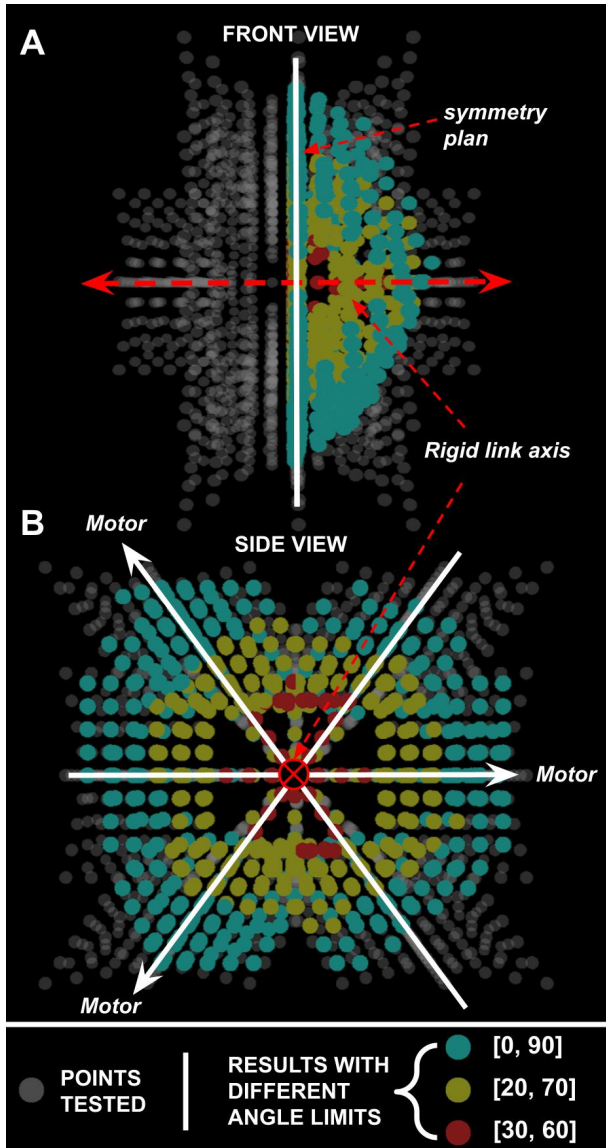 A
FRONT VIEW
symmetry
plan
Rigid link axis
B
Motor
SIDE VIEW
Motor
Motor
POINTS
TESTED
RESULTS WITH
DIFFERENT
ANGLE LIMITS
[0, 90]
[20, 70]
[30, 60]